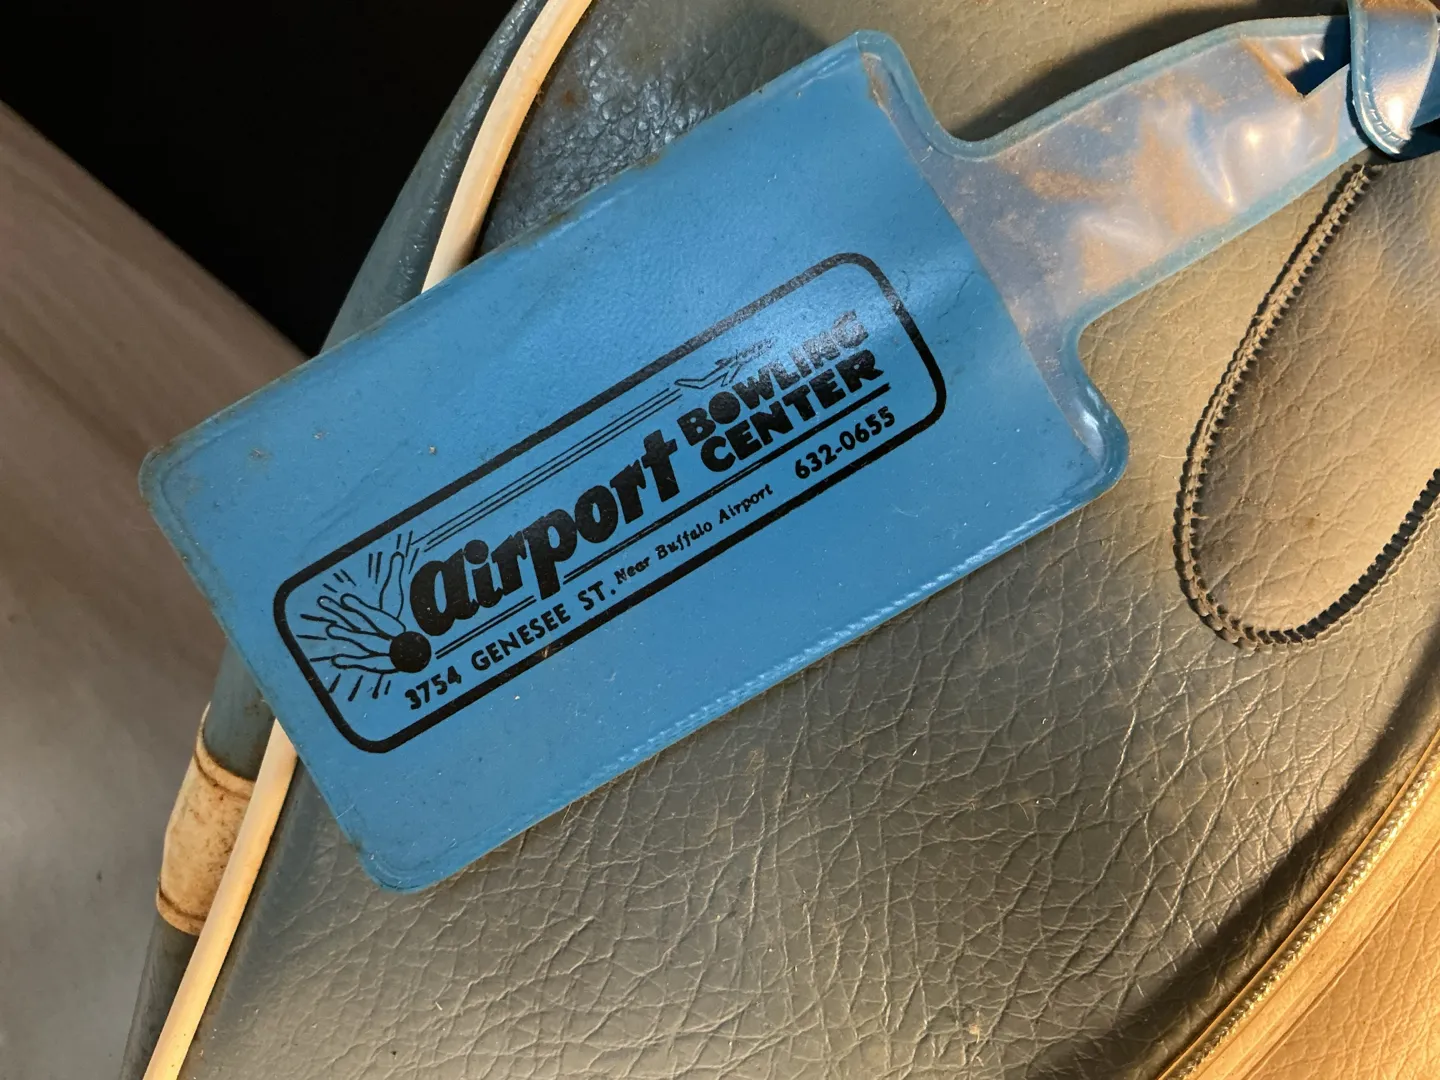 airport BOWLING
CENTER
3754 GENESEE ST. Near Buffalo Airport 632-0655